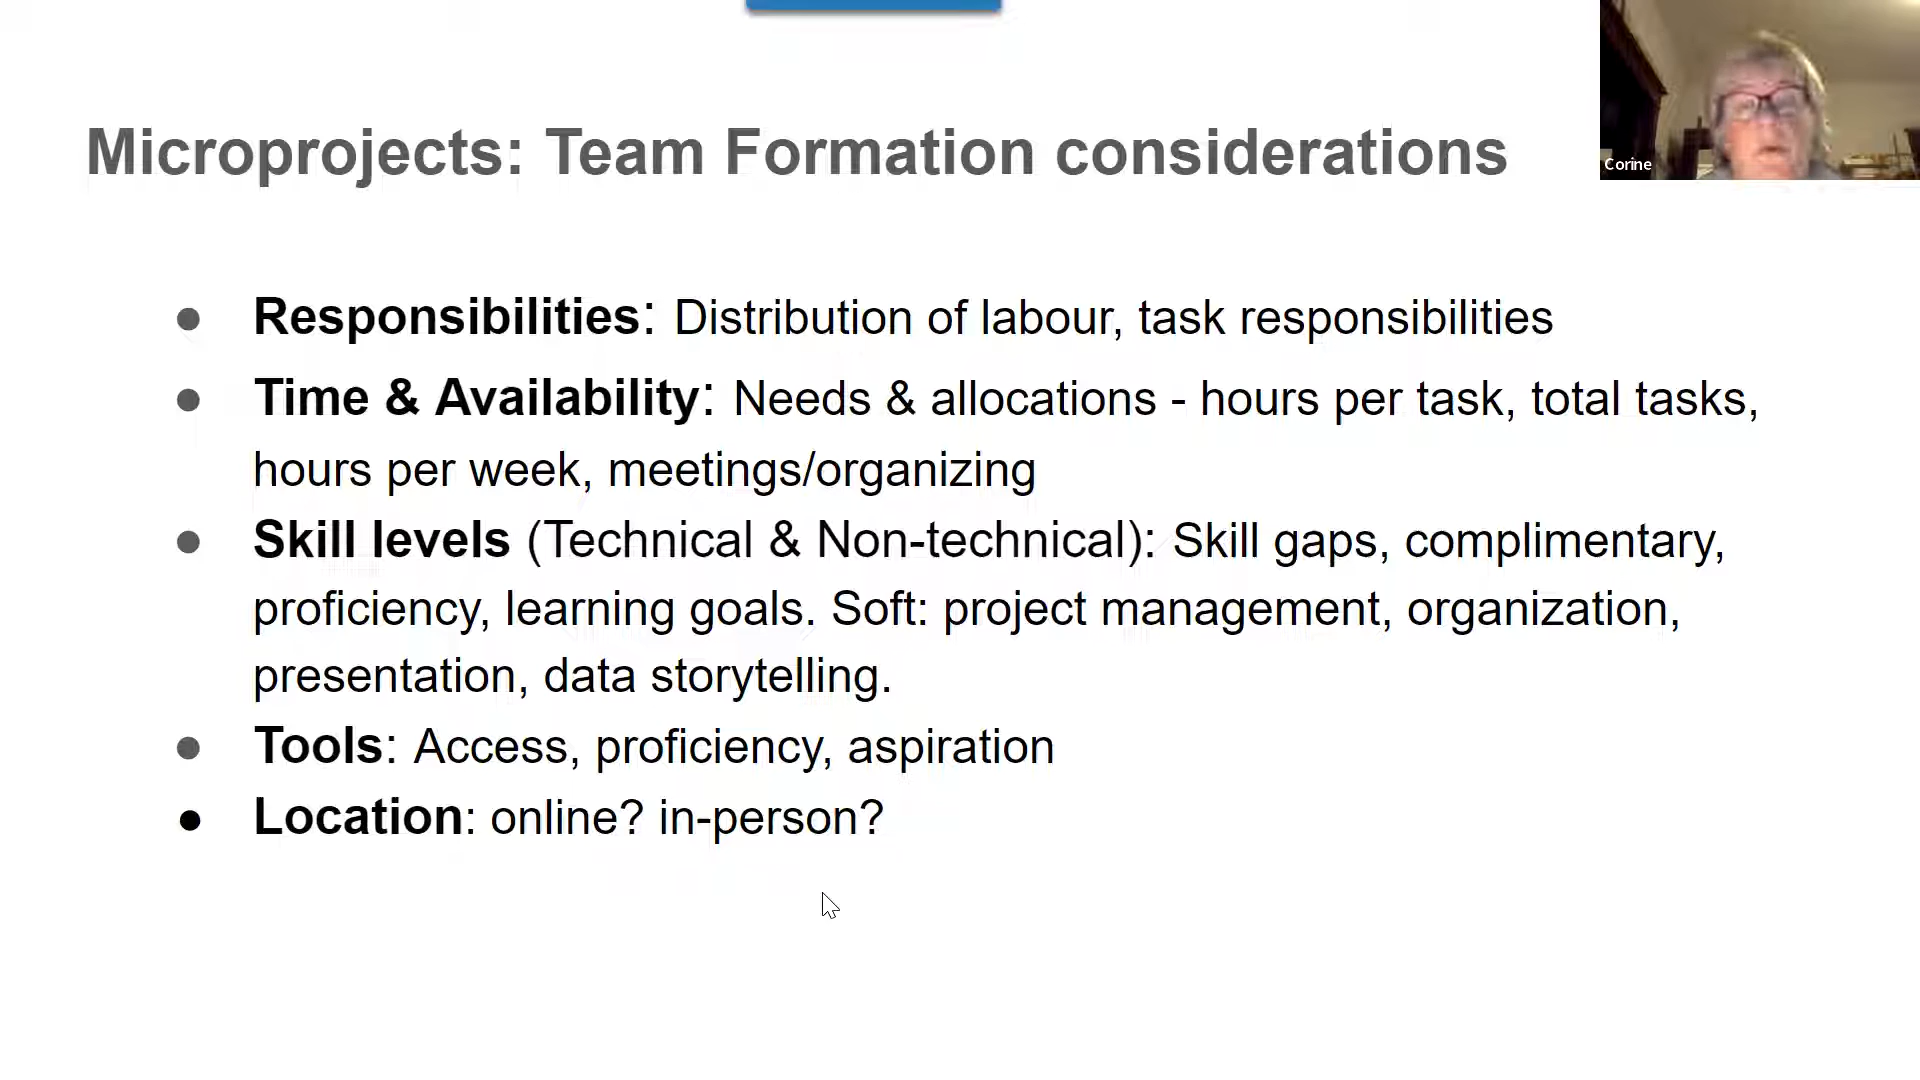 Microprojects: Team Formation considerations
Corine
● Responsibilities: Distribution of labour, task responsibilities
● Time & Availability: Needs & allocations - hours per task, total tasks,
hours per week, meetings/organizing
● Skill levels (Technical & Non-technical): Skill gaps, complimentary,
proficiency, learning goals. Soft: project management, organization,
presentation, data storytelling.
● Tools: Access, proficiency, aspiration
● Location: online? in-person?